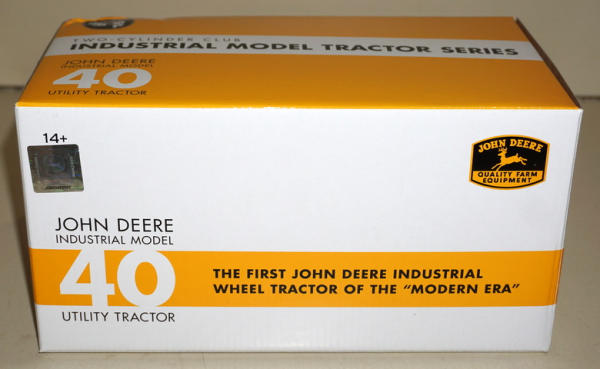 TWO-CYLINDER CLUB
INDUSTRIAL MODEL TRACTOR SERIES
JOHN DEERE
INDUSTRIAL MODEL
40
UTILITY TRACTOR
14+
JOHN DEERE
QUALITY FARM
EQUIPMENT
JOHN DEERE
INDUSTRIAL MODEL
40
UTILITY TRACTOR
THE FIRST JOHN DEERE INDUSTRIAL
WHEEL TRACTOR OF THE "MODERN ERA"